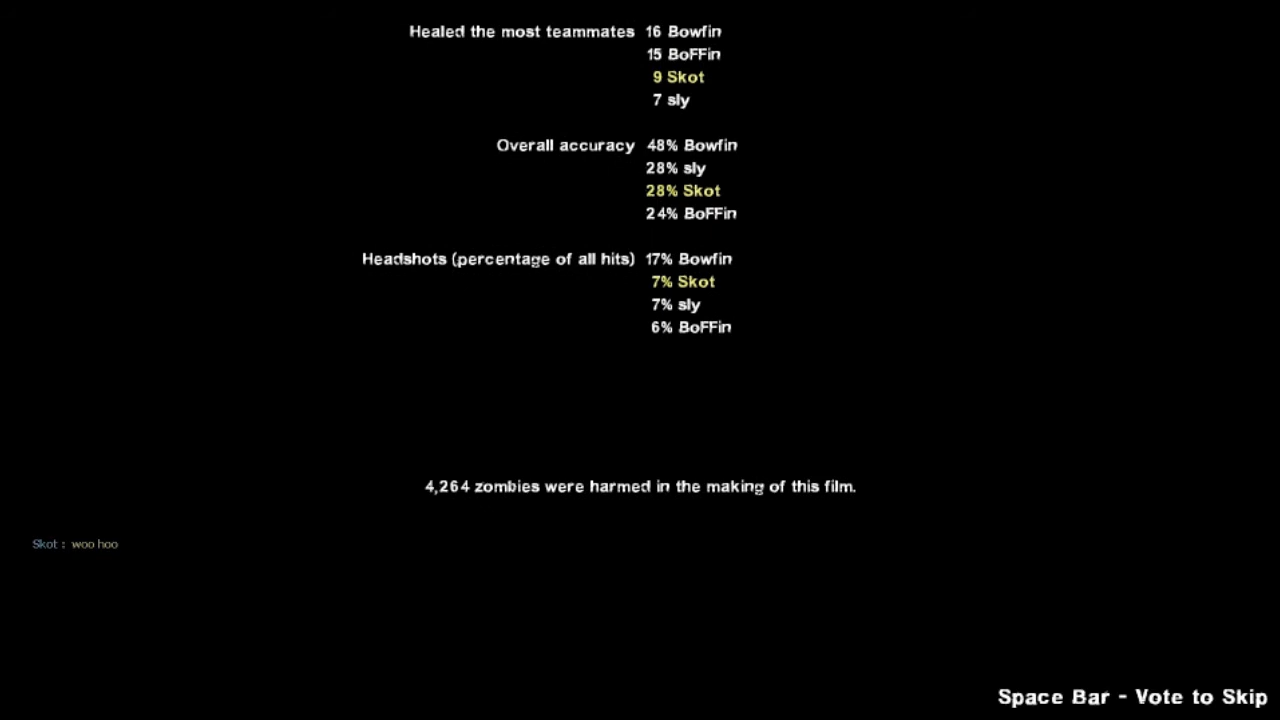 Healed the most teammates 16 Bowfin
15 BoFFin
9 Skot
7 sly
Overall accuracy 48% Bowfin
28% sly
28% Skot
24% BoFFin
Headshots (percentage of all hits) 17% Bowfin
7% Skot
7% sly
6% BoFFin
4,264 zombies were harmed in the making of this film.
Skot : woo hoo
Space Bar - Vote to Skip